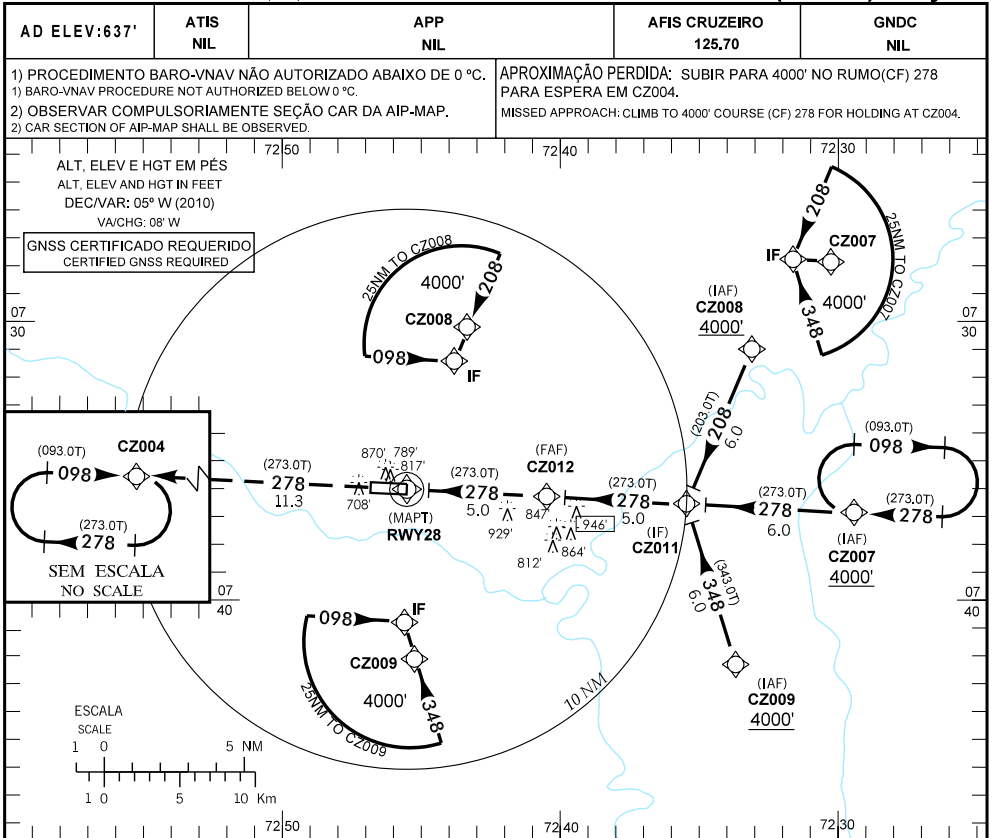 AD ELEV:637'
ATIS
NIL
APP
NIL
AFIS CRUZEIRO
125.70
GNDC
NIL
1) PROCEDIMENTO BARO-VNAV NÃO AUTORIZADO ABAIXO DE 0 ºC.
1) BARO-VNAV PROCEDURE NOT AUTHORIZED BELOW 0 ºC.
2) OBSERVAR COMPULSORIAMENTE SEÇÃO CAR DA AIP-MAP.
2) CAR SECTION OF AIP-MAP SHALL BE OBSERVED.
APROXIMAÇÃO PERDIDA: SUBIR PARA 4000' NO RUMO(CF) 278
PARA ESPERA EM CZ004.
MISSED APPROACH: CLIMB TO 4000' COURSE (CF) 278 FOR HOLDING AT CZ004.
72 50
72 40
72 30
ALT, ELEV E HGT EM PÉS
ALT, ELEV AND HGT IN FEET
DEC/VAR: 05º W (2010)
VA/CHG: 08' W
GNSS CERTIFICADO REQUERIDO
CERTIFIED GNSS REQUIRED
25NM TO CZ008
4000'
208
CZ008
098
IF
208
IF
CZ007
4000'
348
25NM TO CZ007
(IAF)
CZ008
4000'
07
30
07
30
(203.0T)
208
6.0
(093.0T)
098
CZ004
(273.0T)
278
SEM ESCALA
NO SCALE
(273.0T)
278
11.3
870'
789'
817'
708'
(MAPT)
RWY28
(273.0T)
278
5.0
929'
(FAF)
CZ012
847'
946'
812'
864'
(273.0T)
278
5.0
(IF)
CZ011
(273.0T)
278
6.0
(093.0T)
098
(273.0T)
278
(IAF)
CZ007
4000'
(343.0T)
348
6.0
(IAF)
CZ009
4000'
07
40
07
40
098
IF
CZ009
4000'
348
25NM TO CZ009
10 NM
ESCALA
SCALE
1 0 5 NM
1 0 5 10 Km
72 50
72 40
72 30